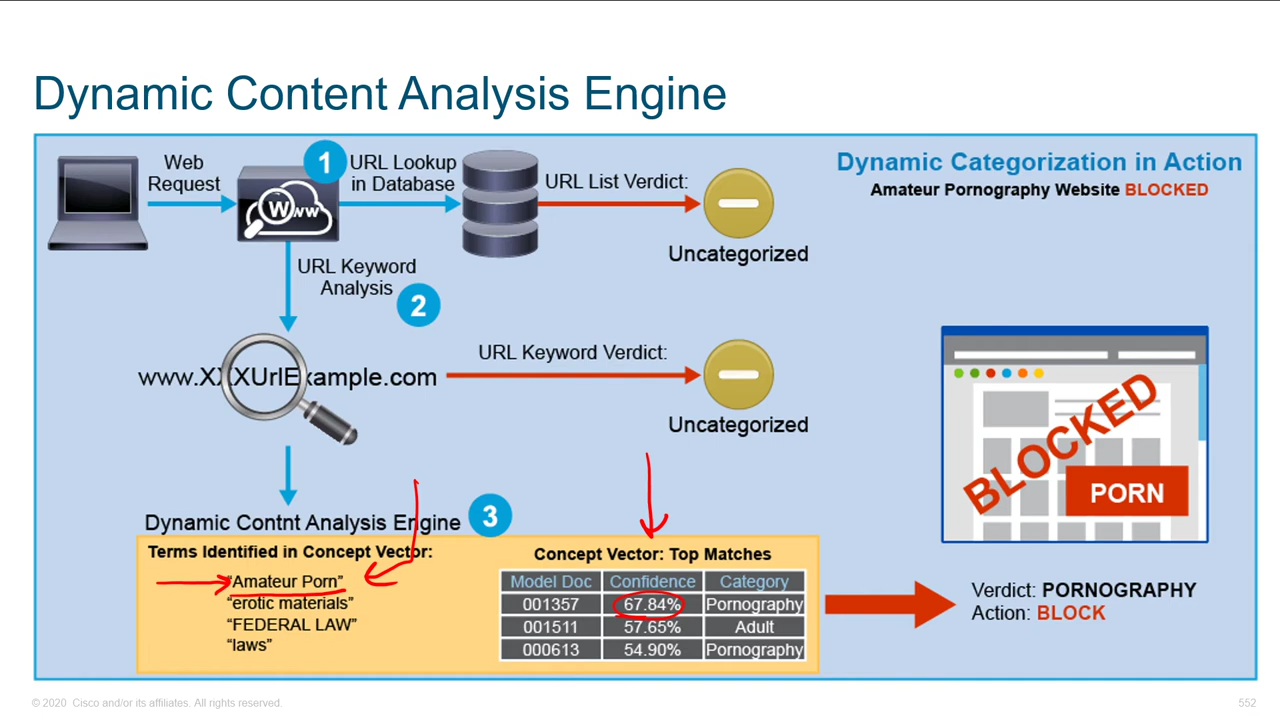 Dynamic Content Analysis Engine
Web
Request
1
URL Lookup
in Database
URL List Verdict:
Uncategorized
Dynamic Categorization in Action
Amateur Pornography Website BLOCKED
Www
URL Keyword
Analysis
2
www.XXXUrlExample.com
URL Keyword Verdict:
Uncategorized
BLOCKED
PORN
Dynamic Contnt Analysis Engine
3
Terms Identified in Concept Vector:
“Amateur Porn”
“erotic materials”
“FEDERAL LAW”
“laws”
Concept Vector: Top Matches
Model Doc Confidence Category
001357 67.84% Pornography
001511 57.65% Adult
000613 54.90% Pornography
Verdict: PORNOGRAPHY
Action: BLOCK
© 2020 Cisco and/or its affiliates. All rights reserved.
552